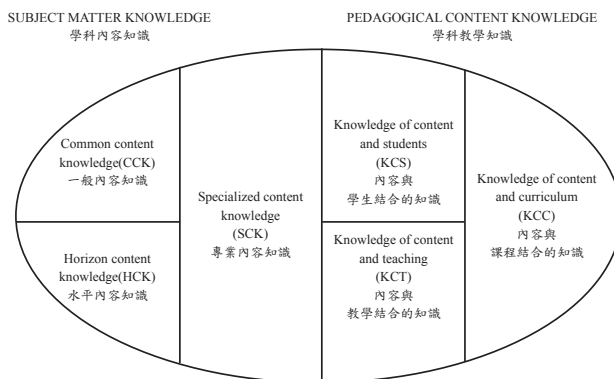 SUBJECT MATTER KNOWLEDGE
學科內容知識
PEDAGOGICAL CONTENT KNOWLEDGE
學科教學知識
Common content
knowledge(CCK)
一般內容知識
Horizon content
knowledge(HCK)
水平內容知識
Specialized content
knowledge
(SCK)
專業內容知識
Knowledge of content
and students
(KCS)
內容與
學生結合的知識
Knowledge of content
and teaching
(KCT)
內容與
教學結合的知識
Knowledge of content
and curriculum
(KCC)
內容與
課程結合的知識